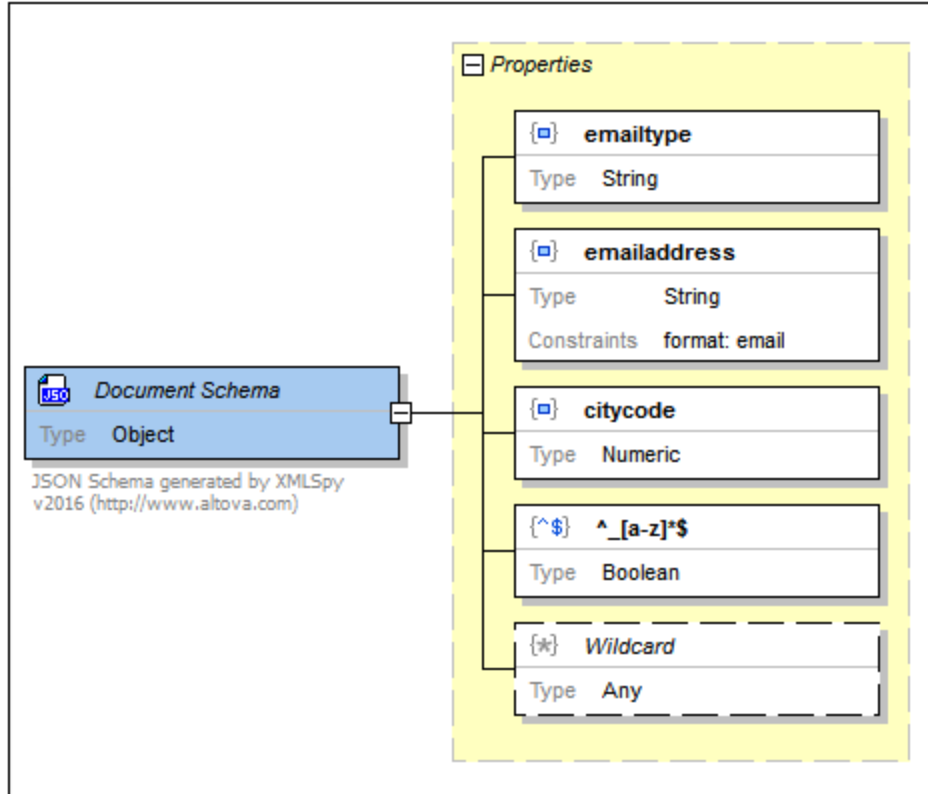 Properties
{} emailtype
Type String
{} emailaddress
Type String
Constraints format: email
JSO Document Schema
Type Object
JSON Schema generated by XMLSpy
v2016 (http://www.altova.com)
{} citycode
Type Numeric
{^$} ^_[a-z]*$
Type Boolean
{*} Wildcard
Type Any